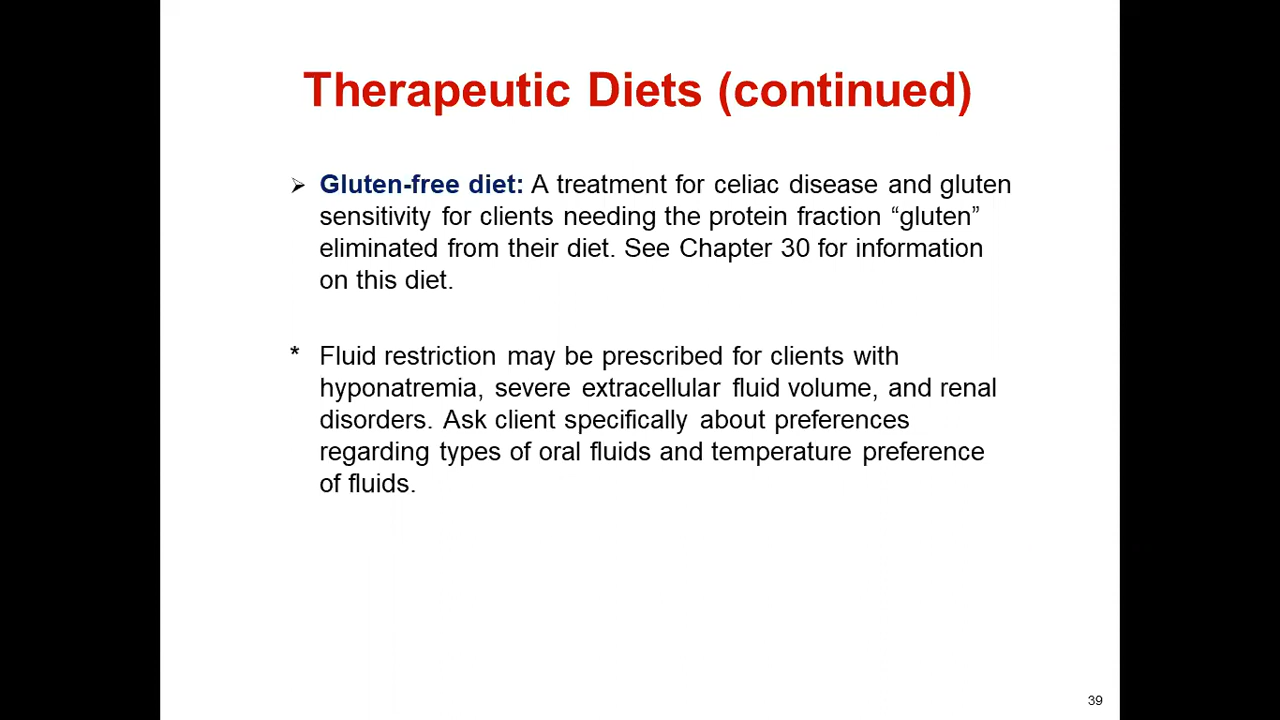 Therapeutic Diets (continued)
➢ Gluten-free diet: A treatment for celiac disease and gluten
sensitivity for clients needing the protein fraction “gluten”
eliminated from their diet. See Chapter 30 for information
on this diet.
* Fluid restriction may be prescribed for clients with
hyponatremia, severe extracellular fluid volume, and renal
disorders. Ask client specifically about preferences
regarding types of oral fluids and temperature preference
of fluids.
39